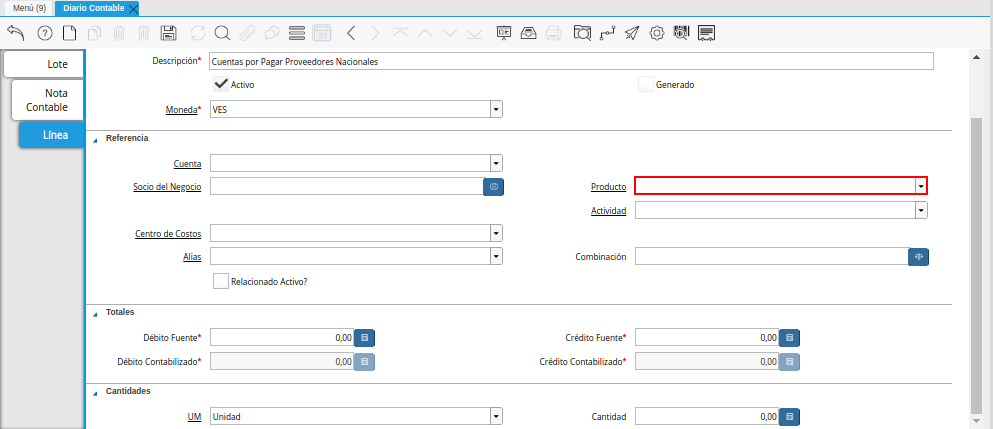 Menú (9) Diario Contable
Lote
Nota
Contable
Línea
Descripción* Cuentas por Pagar Proveedores Nacionales
Activo Generado
Moneda* VES
Referencia
Cuenta
Socio del Negocio Producto
Actividad
Centro de Costos
Alias Combinación
Relacionado Activo?
Totales
Débito Fuente* 0,00 Crédito Fuente* 0,00
Débito Contabilizado* 0,00 Crédito Contabilizado* 0,00
Cantidades
UM Unidad Cantidad 0,00